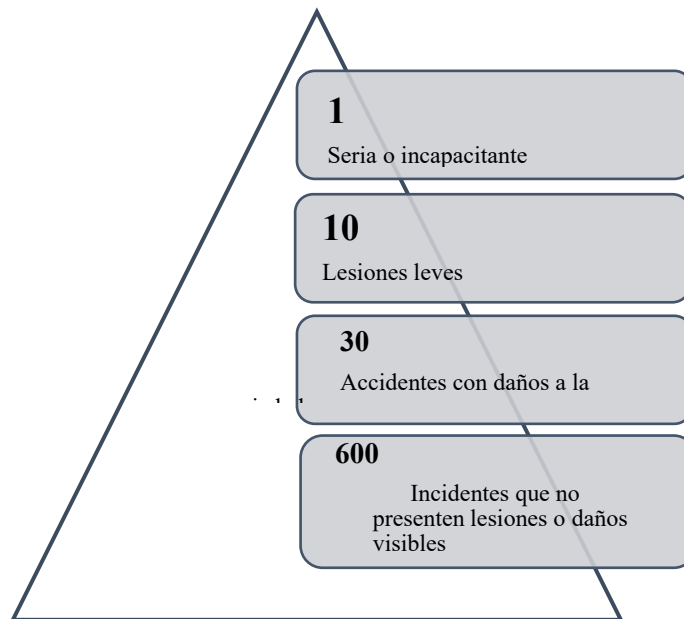 1
Seria o incapacitante
10
Lesiones leves
30
Accidentes con daños a la
600
Incidentes que no
presenten lesiones o daños
visibles